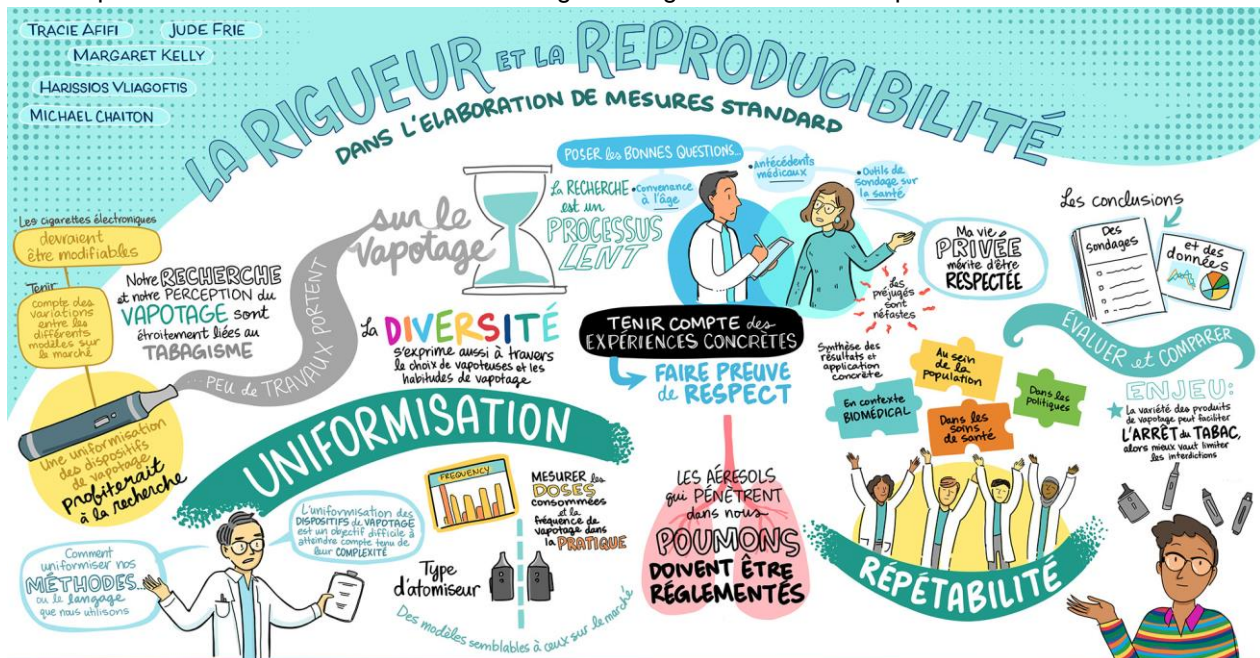 TRACIE AFIFI
JUDE FRIE
MARGARET KELLY
HARISSIOS VLIAGOFTIS
MICHAEL CHAITON
LA RIGUEUR ET LA REPRODUCIBILITÉ
DANS L'ELABORATION DE MESURES STANDARD
Les cigarettes électroniques
devraient
être modifiables
Tenir
compte des
variations
entre les
différents
modèles sur
le marché
Une uniformisation
des dispositifs
de vapotage
profiterait
à la recherche
Notre RECHERCHE
et notre PERCEPTION du
VAPOTAGE sont
étroitement liées au
TABAGISME
...PEU de TRAVAUX PORTENT
sur le
vapotage
La RECHERCHE
est un
PROCESSUS
LENT
POSER les BONNES QUESTIONS...
• Convenance
à l'âge
• Antécédents
médicaux
• Outils de
sondage sur
la santé
Ma vie
PRIVÉE
mérite d'être
RESPECTÉE
Les
préjugés
sont
néfastes
La DIVERSITÉ
s'exprime aussi à travers
le choix de vapoteuses et les
habitudes de vapotage
TENIR COMPTE des
EXPÉRIENCES CONCRÈTES
FAIRE PREUVE
de RESPECT
Les conclusions
Des
sondages
et des
données
ÉVALUER et COMPARER
Synthèse des
résultats et
application
concrète
Au sein
de la
population
En contexte
BIOMÉDICAL
Dans les
soins
de santé
Dans les
politiques
RÉPÉTABILITÉ
ENJEU:
La variété des produits
de vapotage peut faciliter
L'ARRÊT du TABAC,
alors mieux vaut limiter
les interdictions
UNIFORMISATION
Comment
uniformiser nos
MÉTHODES...
ou le langage
que nous utilisons
L'uniformisation des
DISPOSITIFS de VAPOTAGE
est un objectif difficile à
atteindre compte tenu de
leur COMPLEXITÉ
FREQUENCY
MESURER les
DOSES
consommées
et la
fréquence de
vapotage dans
la PRATIQUE
Type
d'atomiseur
Des modèles semblables à ceux sur le marché
LES AÉRESOLS
qui PÉNÈTRENT
dans nous
POUMONS
DOIVENT ÊTRE
RÉGLEMENTÉS